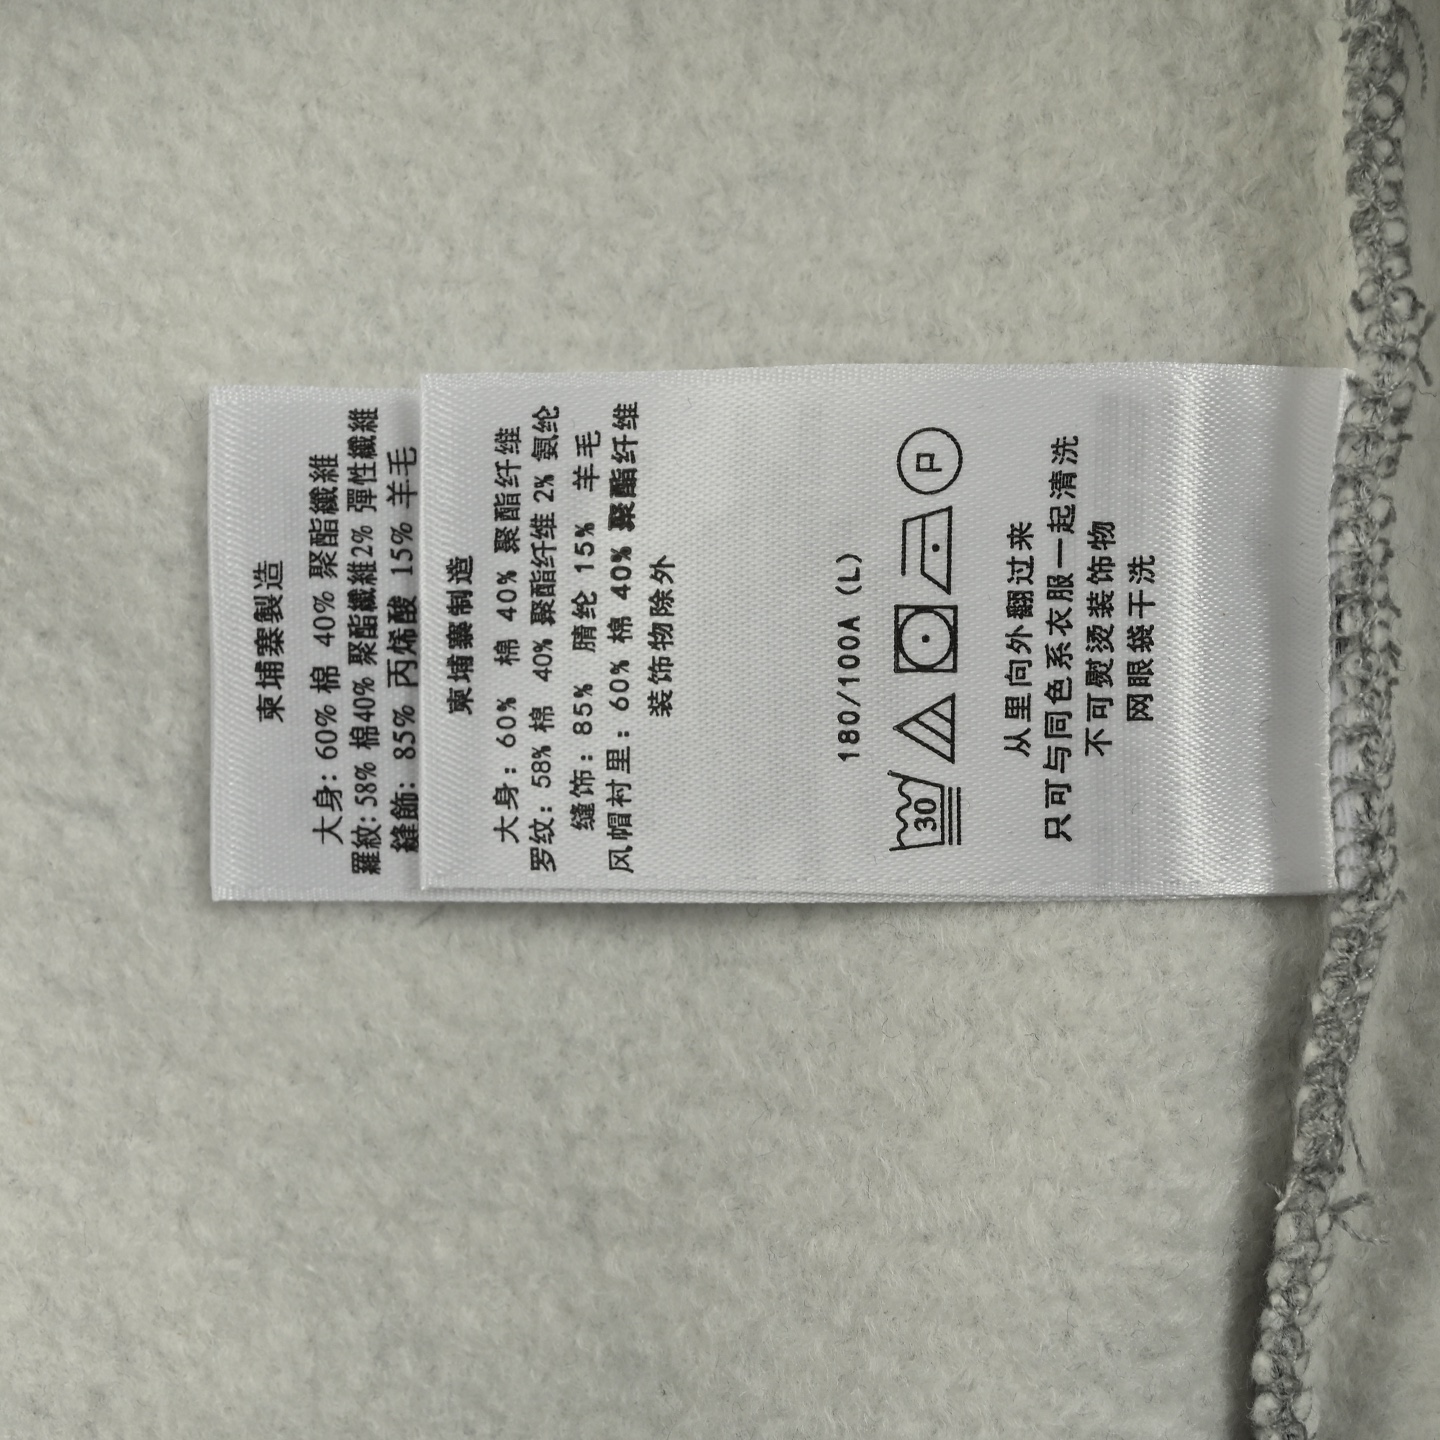 柬埔寨製造
大身: 60% 棉 40% 聚酯纖維
羅紋: 58% 棉40% 聚酯纖維2% 彈性纖維
縫飾: 85% 丙烯酸 15% 羊毛
柬埔寨制造
大身: 60% 棉 40% 聚酯纤维
罗纹: 58% 棉 40% 聚酯纤维 2% 氨纶
缝饰: 85% 腈纶 15% 羊毛
风帽衬里: 60% 棉 40% 聚酯纤维
装饰物除外
180/100A (L)
30 P
从里向外翻过来
只可与同色系衣服一起清洗
不可熨烫装饰物
网眼袋干洗